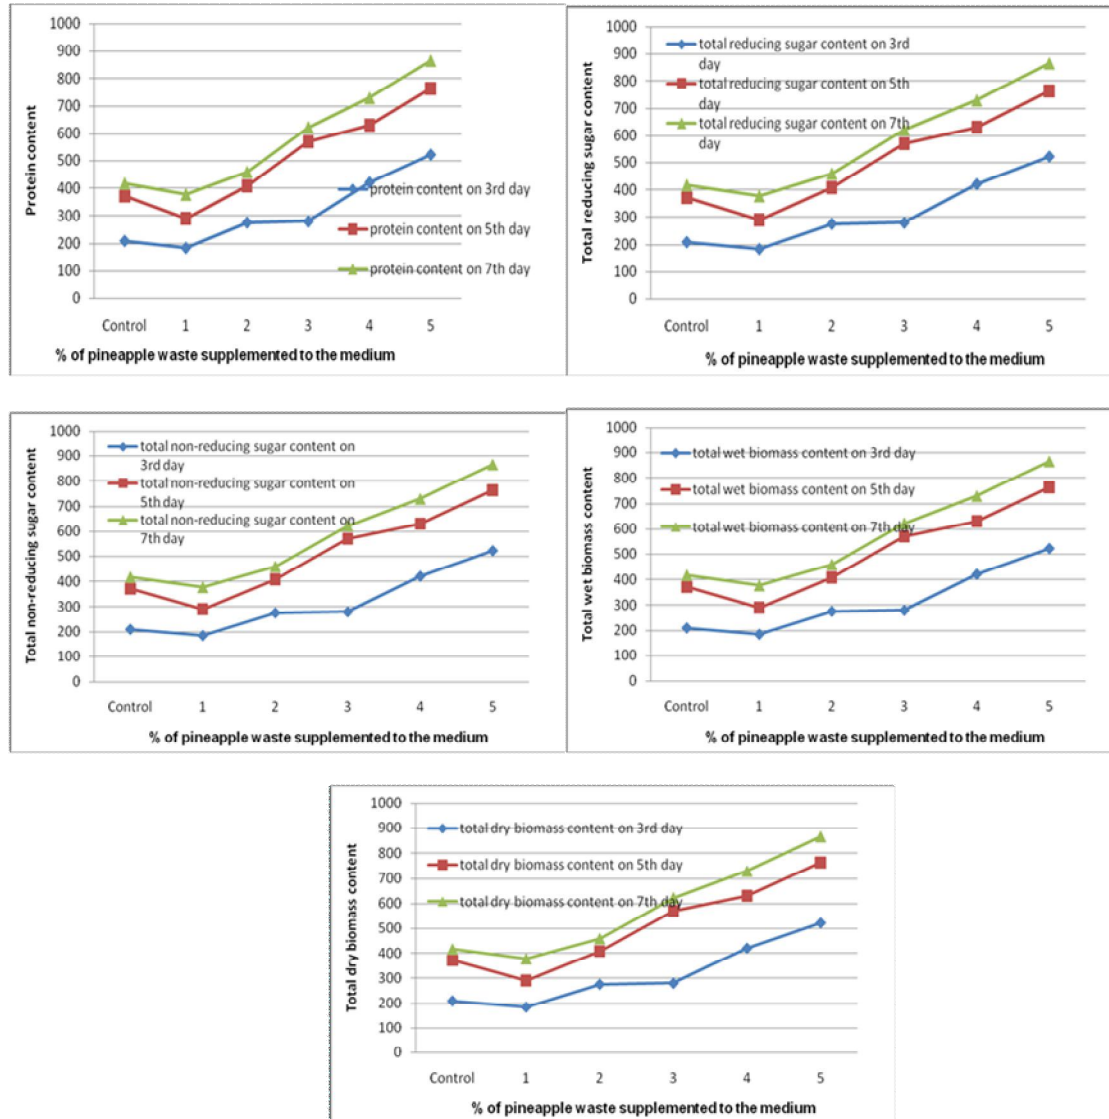 1000
900
800
700
600
500
400
300
200
100
0
Protein content
protein content on 3rd day
protein content on 5th day
protein content on 7th day
Control 1 2 3 4 5
% of pineapple waste supplemented to the medium
1000
900
800
700
600
500
400
300
200
100
0
Total reducing sugar content
total reducing sugar content on 3rd
day
total reducing sugar content on 5th
day
total reducing sugar content on 7th
day
Control 1 2 3 4 5
% of pineapple waste supplemented to the medium
1000
900
800
700
600
500
400
300
200
100
0
Total non-reducing sugar content
total non-reducing sugar content on
3rd day
total non-reducing sugar content on
5th day
total non-reducing sugar content on
7th day
Control 1 2 3 4 5
% of pineapple waste supplemented to the medium
1000
900
800
700
600
500
400
300
200
100
0
Total wet biomass content
total wet biomass content on 3rd day
total wet biomass content on 5th day
total wet biomass content on 7th day
Control 1 2 3 4 5
% of pineapple waste supplemented to the medium
1000
900
800
700
600
500
400
300
200
100
0
Total dry biomass content
total dry biomass content on 3rd day
total dry biomass content on 5th day
total dry biomass content on 7th day
Control 1 2 3 4 5
% of pineapple waste supplemented to the medium